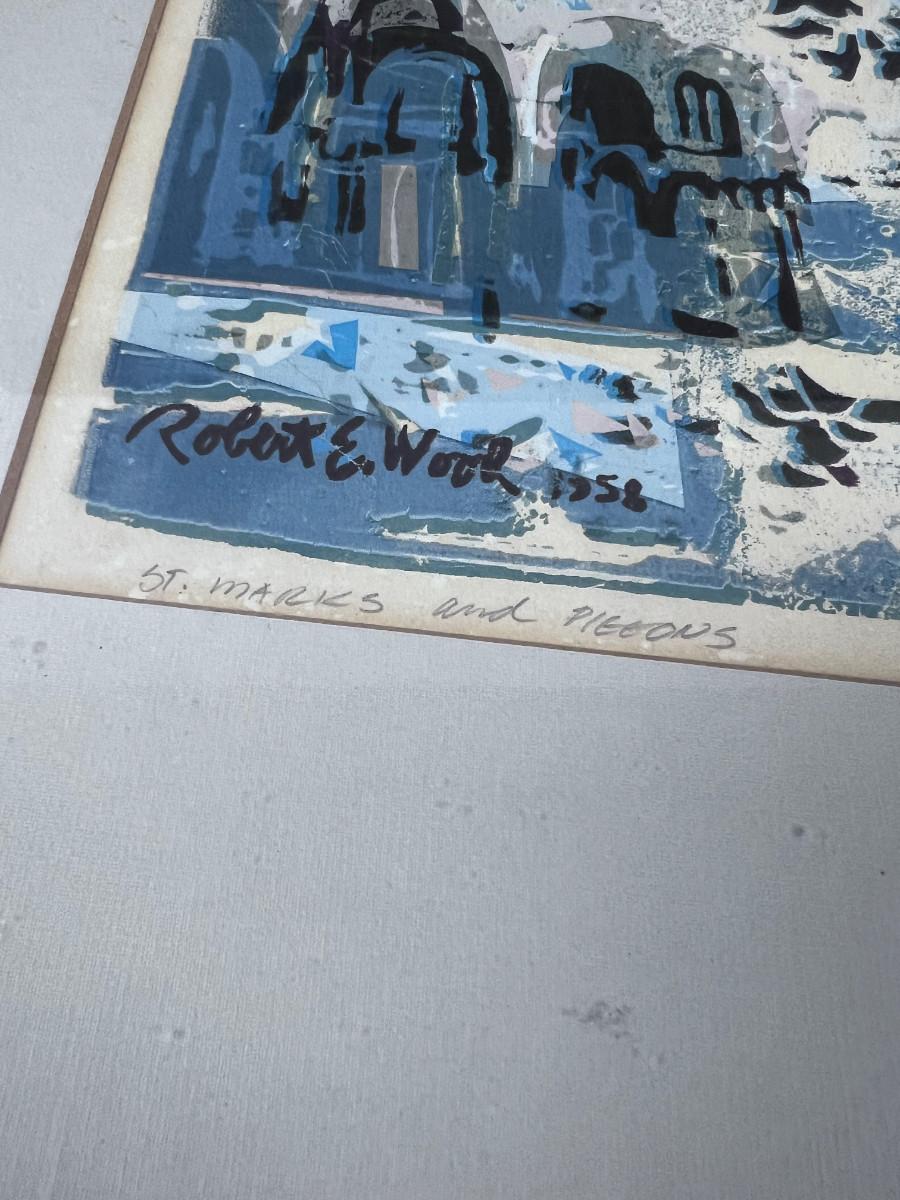 Robert E. Wood 1958
ST. MARKS and PIGEONS